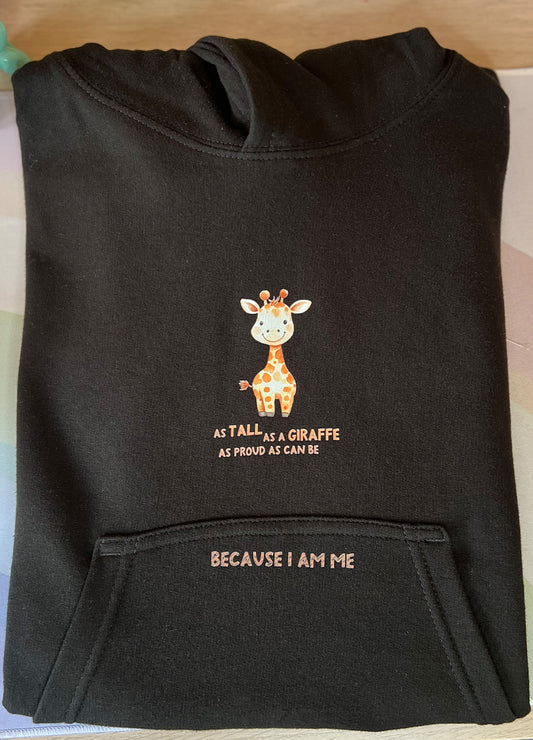 AS TALL AS A GIRAFFE
AS PROUD AS CAN BE
BECAUSE I AM ME